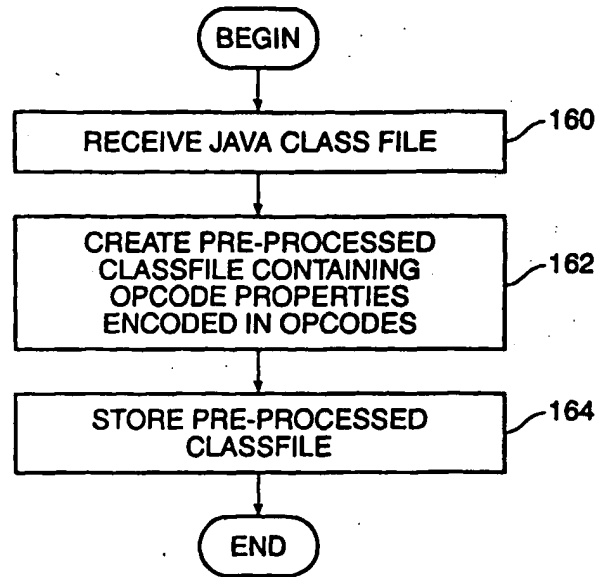 BEGIN
RECEIVE JAVA CLASS FILE
160
CREATE PRE-PROCESSED
CLASSFILE CONTAINING
OPCODE PROPERTIES
ENCODED IN OPCODES
162
STORE PRE-PROCESSED
CLASSFILE
164
END